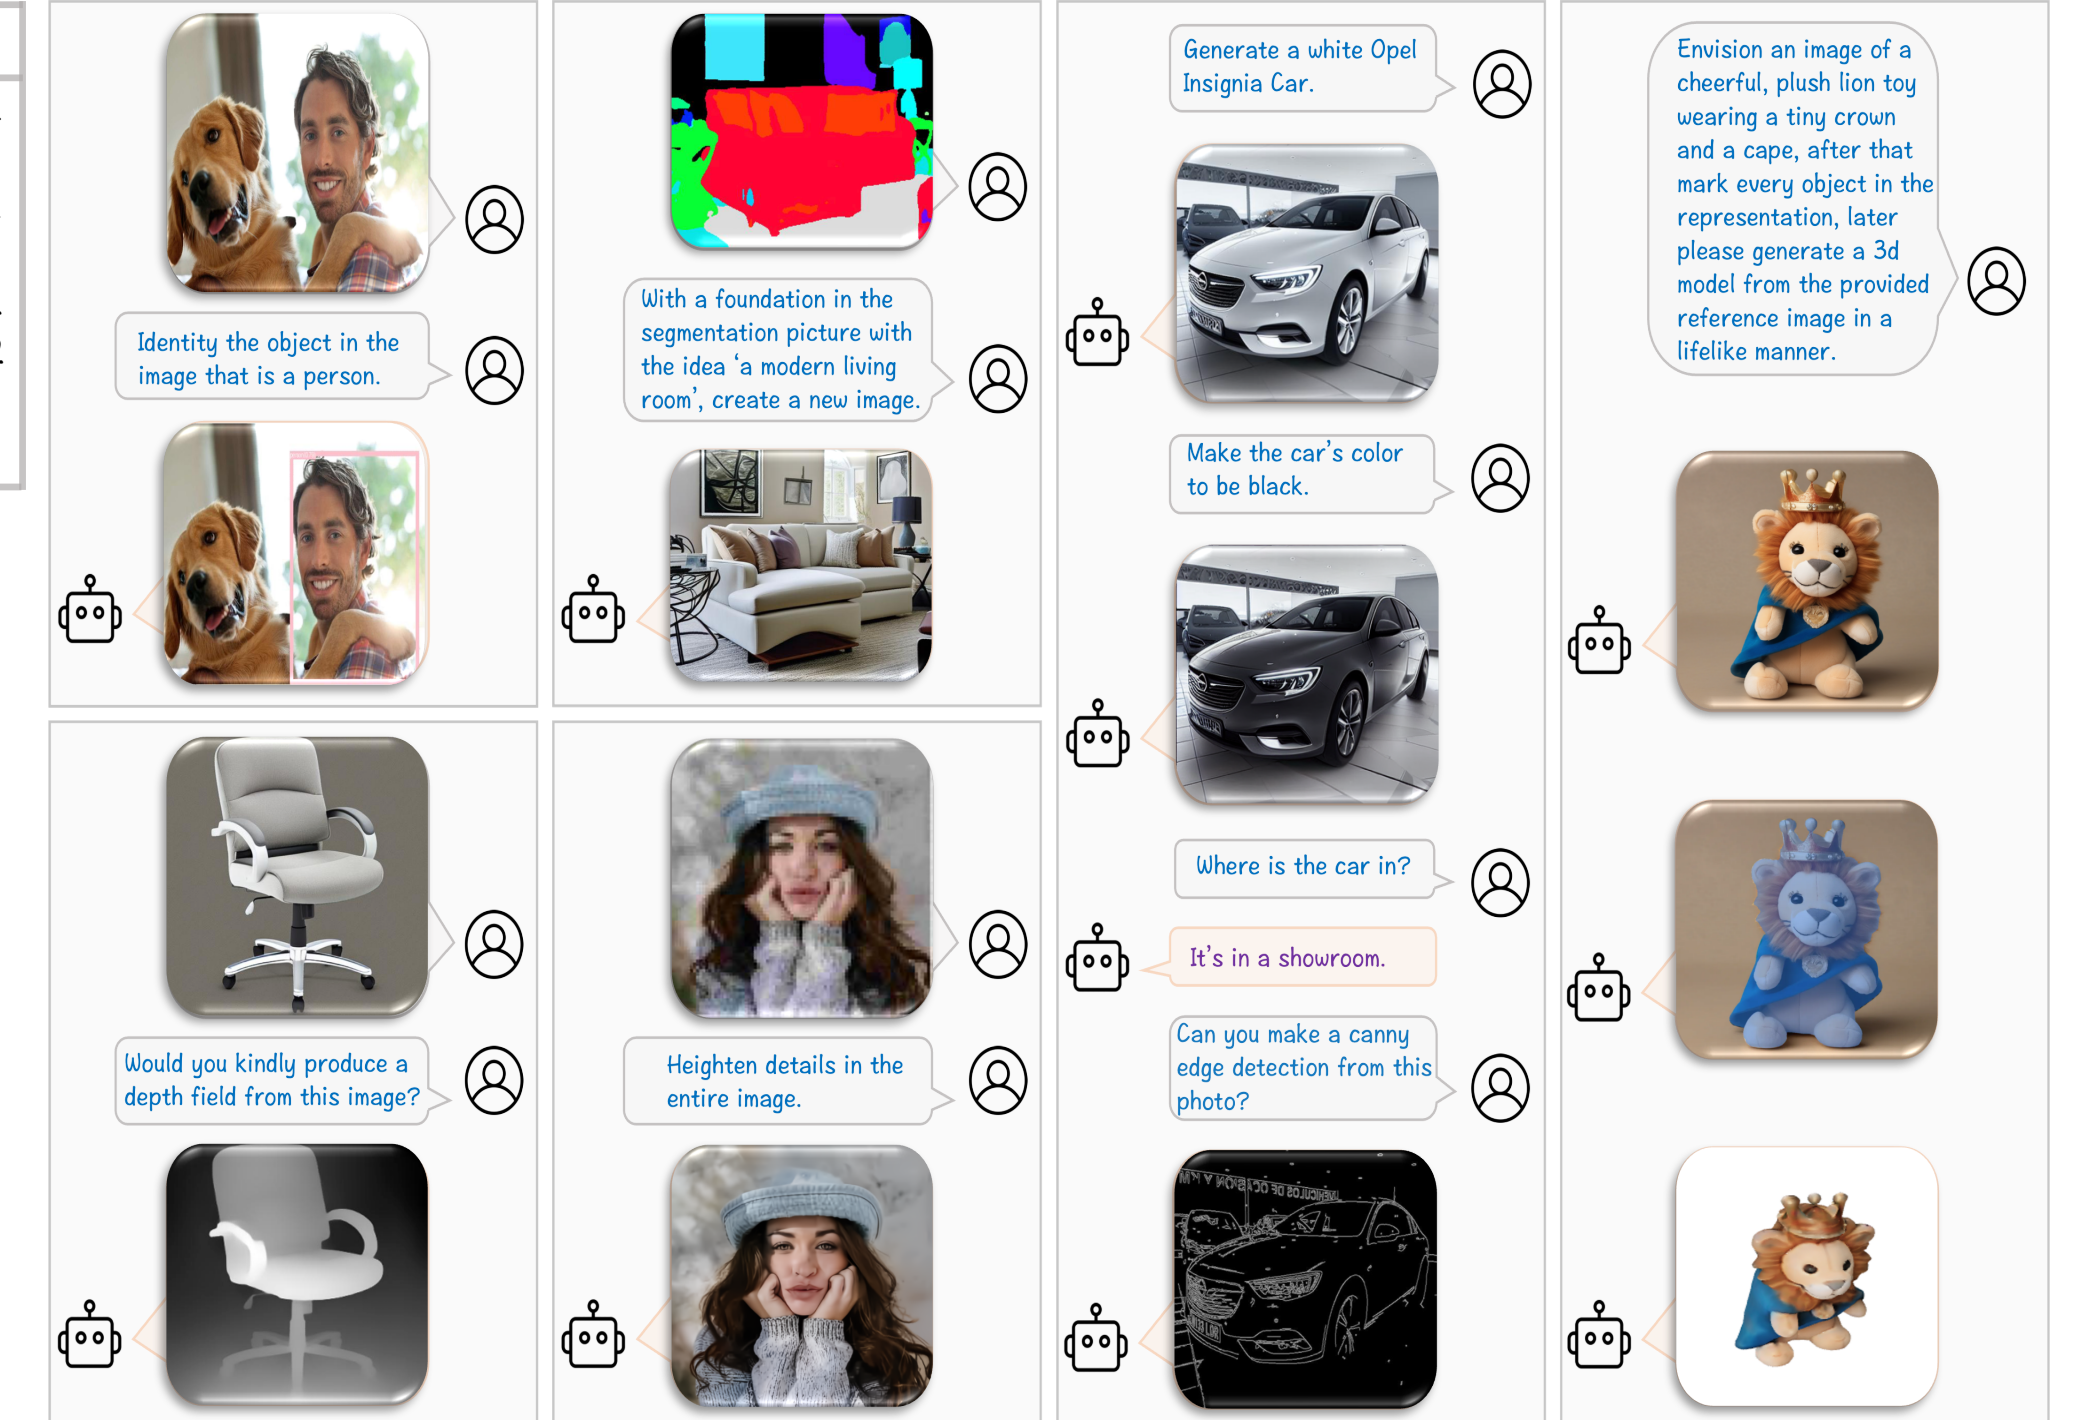 Identity the object in the
image that is a person.
Would you kindly produce a
depth field from this image?
With a foundation in the
segmentation picture with
the idea ‘a modern living
room’, create a new image.
Heighten details in the
entire image.
Generate a white Opel
Insignia Car.
Make the car’s color
to be black.
Where is the car in?
It’s in a showroom.
Can you make a canny
edge detection from this
photo?
Envision an image of a
cheerful, plush lion toy
wearing a tiny crown
and a cape, after that
mark every object in the
representation, later
please generate a 3d
model from the provided
reference image in a
lifelike manner.